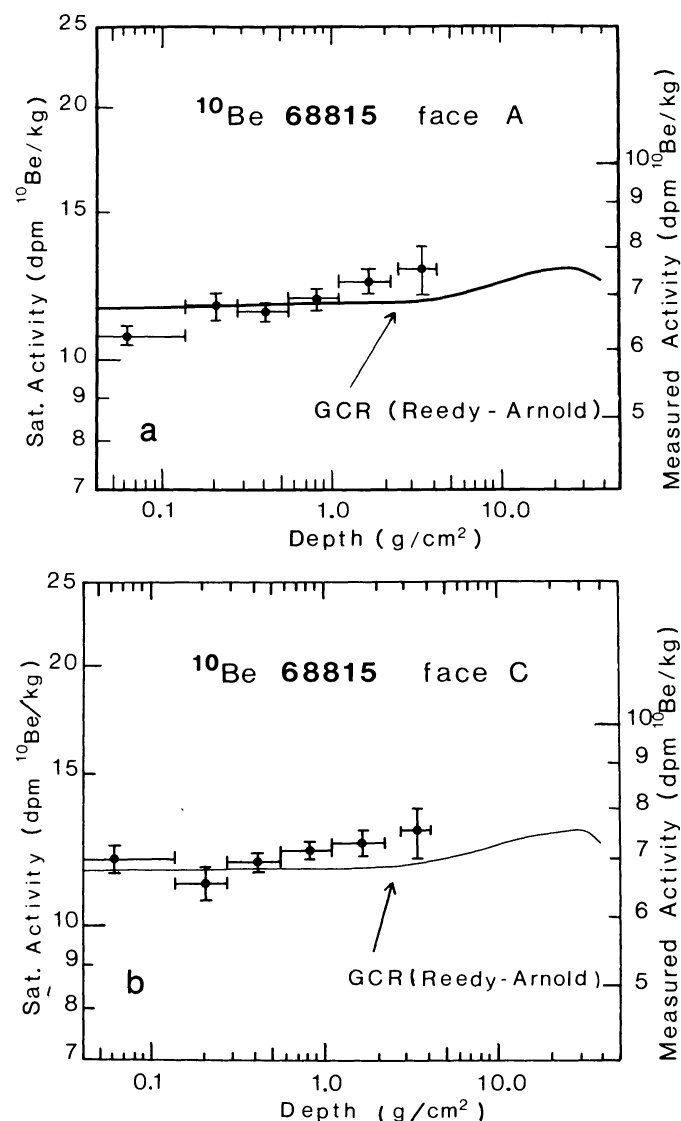 25
20
15
10
9
8
7
Sat. Activity (dpm ¹⁰Be/kg)
¹⁰Be 68815 face A
GCR (Reedy-Arnold)
a
10
9
8
7
6
5
Measured Activity (dpm ¹⁰Be/kg)
0.1 1.0 10.0
Depth (g/cm²)
25
20
15
10
9
8
7
Sat. Activity (dpm ¹⁰Be/kg)
¹⁰Be 68815 face C
GCR (Reedy-Arnold)
b
10
9
8
7
6
5
Measured Activity (dpm ¹⁰Be/kg)
0.1 1.0 10.0
Depth (g/cm²)